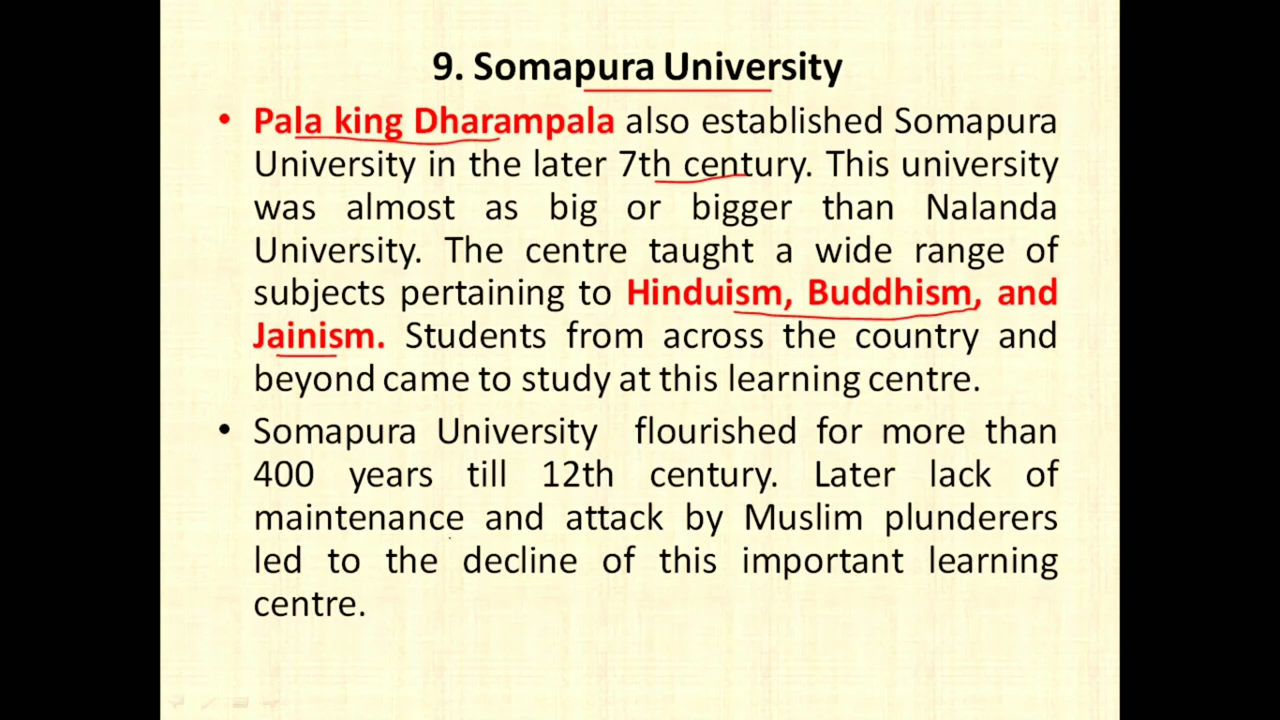 9. Somapura University
• Pala king Dharampala also established Somapura
University in the later 7th century. This university
was almost as big or bigger than Nalanda
University. The centre taught a wide range of
subjects pertaining to Hinduism, Buddhism, and
Jainism. Students from across the country and
beyond came to study at this learning centre.
• Somapura University flourished for more than
400 years till 12th century. Later lack of
maintenance and attack by Muslim plunderers
led to the decline of this important learning
centre.